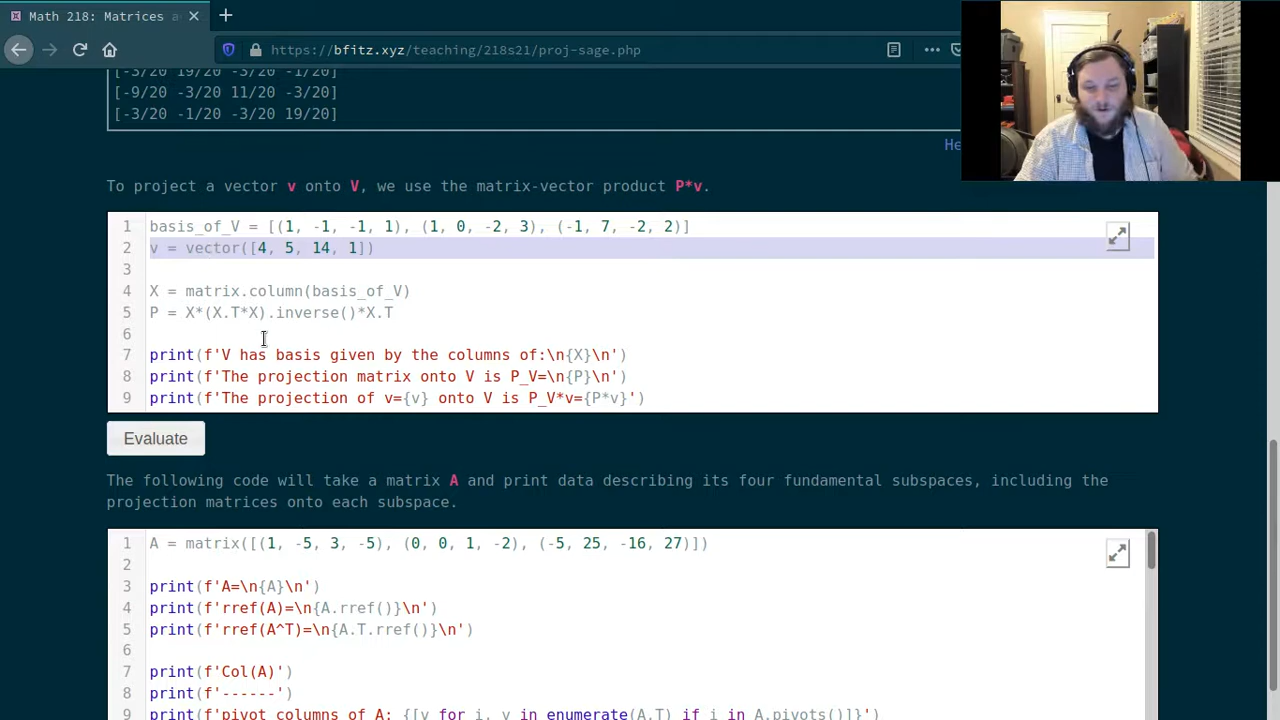 Math 218: Matrices a
https://bfitz.xyz/teaching/218s21/proj-sage.php
[-3/20 19/20 -3/20 -1/20]
[-9/20 -3/20 11/20 -3/20]
[-3/20 -1/20 -3/20 19/20]
He
To project a vector v onto V, we use the matrix-vector product P*v.
1 basis_of_V = [(1, -1, -1, 1), (1, 0, -2, 3), (-1, 7, -2, 2)]
2 v = vector([4, 5, 14, 1])
3
4 X = matrix.column(basis_of_V)
5 P = X*(X.T*X).inverse()*X.T
6
7 print(f'V has basis given by the columns of:\n{X}\n')
8 print(f'The projection matrix onto V is P_V=\n{P}\n')
9 print(f'The projection of v={v} onto V is P_V*v={P*v}')
Evaluate
The following code will take a matrix A and print data describing its four fundamental subspaces, including the
projection matrices onto each subspace.
1 A = matrix([(1, -5, 3, -5), (0, 0, 1, -2), (-5, 25, -16, 27)])
2
3 print(f'A=\n{A}\n')
4 print(f'rref(A)=\n{A.rref()}\n')
5 print(f'rref(A^T)=\n{A.T.rref()}\n')
6
7 print(f'Col(A)')
8 print(f'------')
9 print(f'pivot columns of A: {[v for i, v in enumerate(A.T) if i in A.pivots()]}')